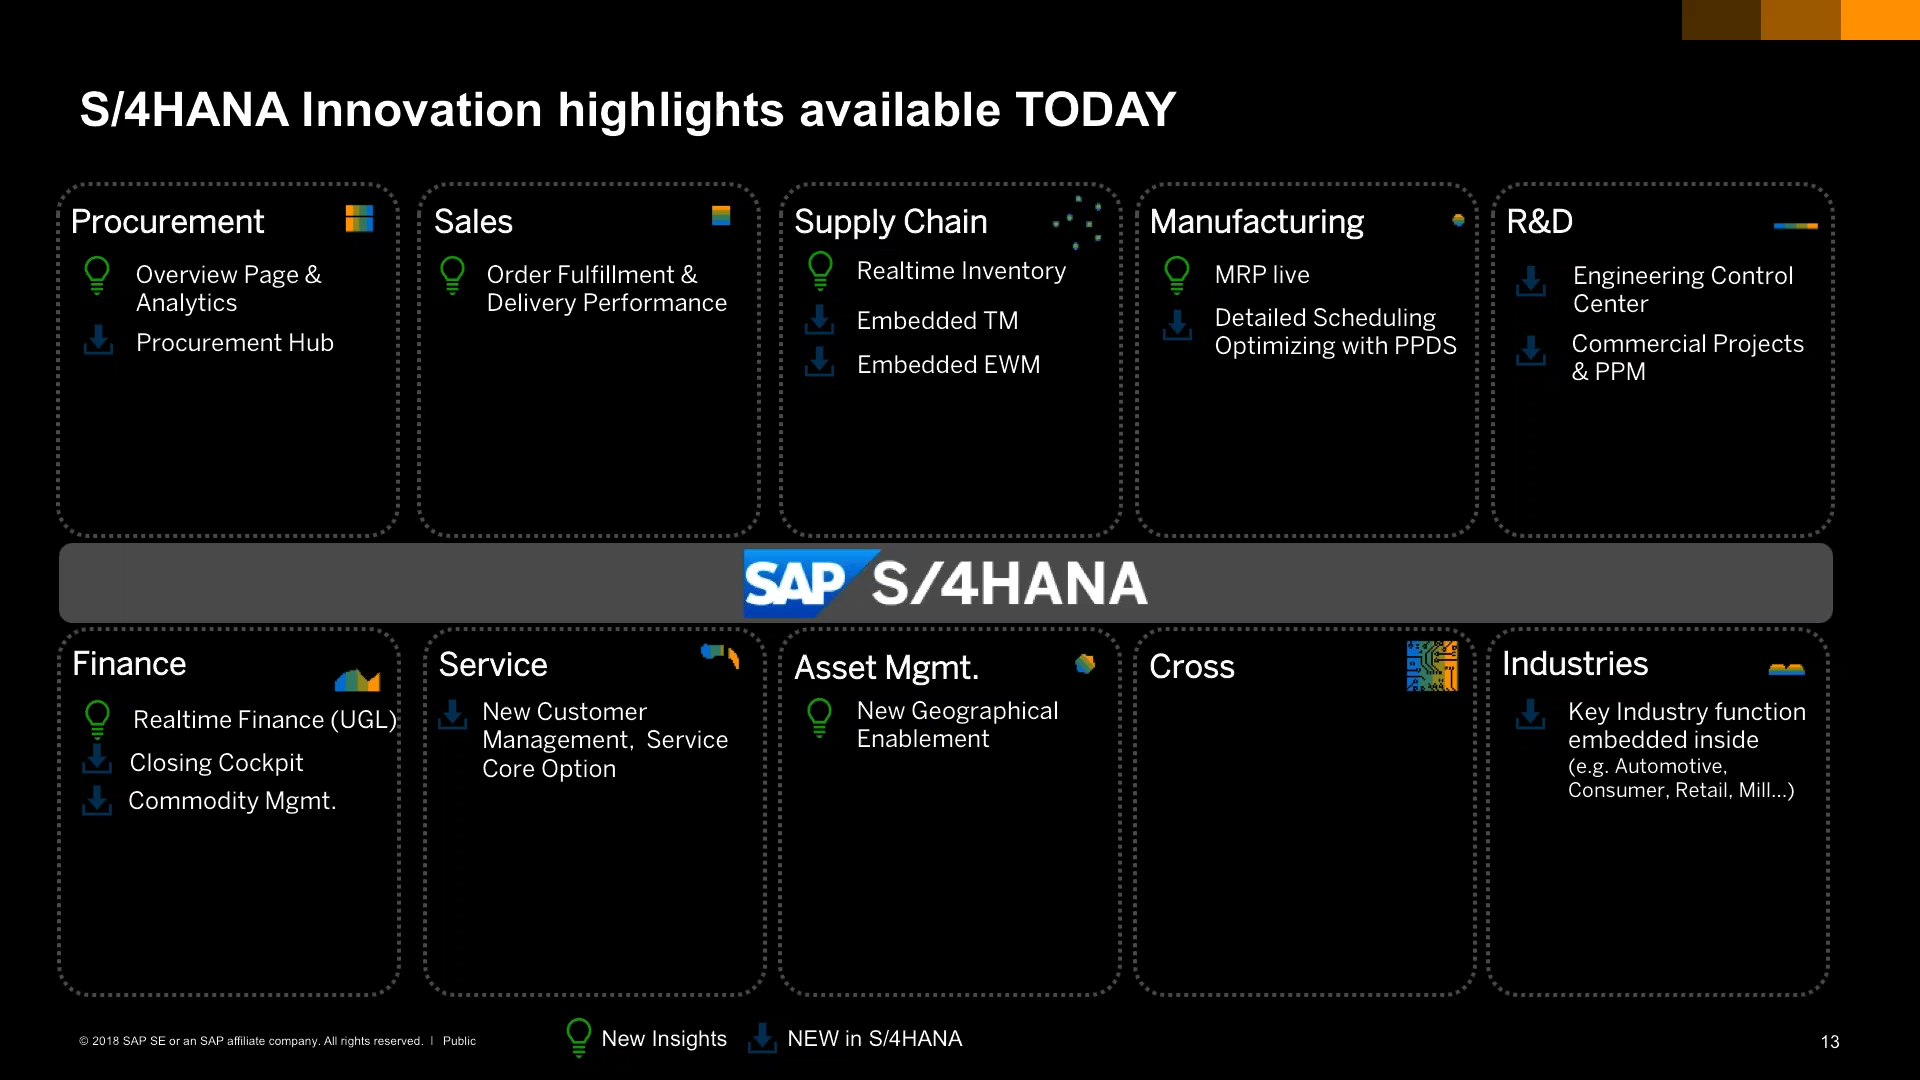 S/4HANA Innovation highlights available TODAY
Procurement
Overview Page &
Analytics
Procurement Hub
Sales
Order Fulfillment &
Delivery Performance
Supply Chain
Realtime Inventory
Embedded TM
Embedded EWM
Manufacturing
MRP live
Detailed Scheduling
Optimizing with PPDS
R&D
Engineering Control
Center
Commercial Projects
& PPM
SAP S/4HANA
Finance
Realtime Finance (UGL)
Closing Cockpit
Commodity Mgmt.
Service
New Customer
Management, Service
Core Option
Asset Mgmt.
New Geographical
Enablement
Cross
Industries
Key Industry function
embedded inside
(e.g. Automotive,
Consumer, Retail, Mill...)
© 2018 SAP SE or an SAP affiliate company. All rights reserved. | Public
New Insights
NEW in S/4HANA
13